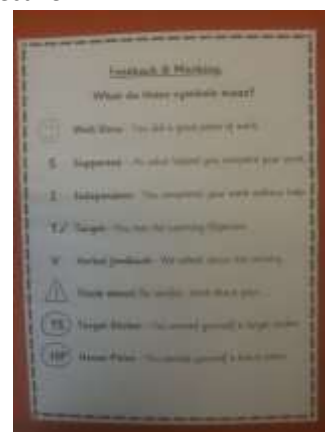 Feedback & Marking
What do these symbols mean?
Well Done - You did a good piece of work.
S Supported - An adult helped you complete your work.
I Independent - You completed your work without help.
T✓ Target - You met the Learning Objective.
V Verbal feedback - We talked about the learning.
Think ahead
TS Target Sticker - You earned yourself a target sticker.
HP House Point - You earned yourself a house point.